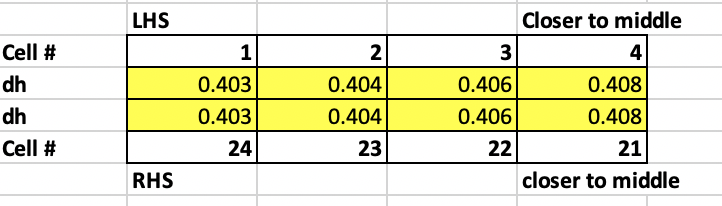 LHS Closer to middle
Cell # 1 2 3 4
dh 0.403 0.404 0.406 0.408
dh 0.403 0.404 0.406 0.408
Cell # 24 23 22 21
RHS closer to middle